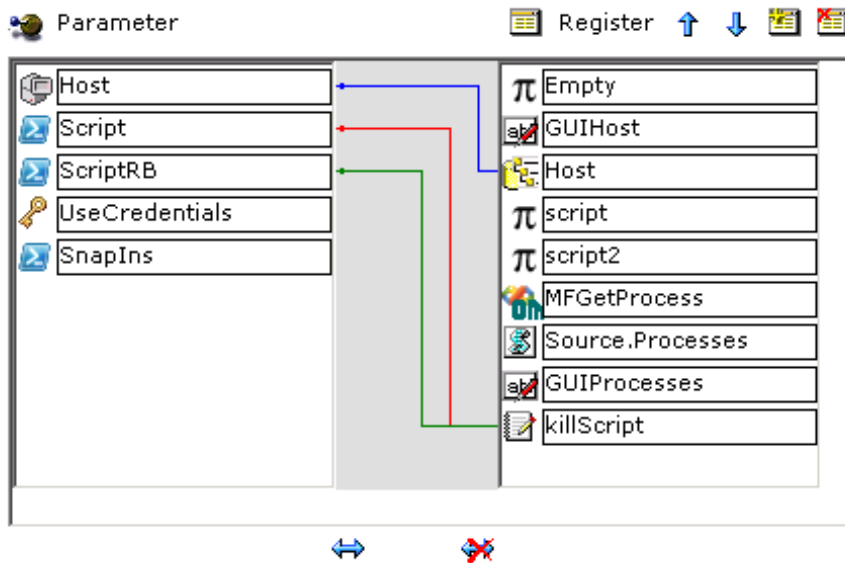 Parameter
Register
Host
Script
ScriptRB
UseCredentials
SnapIns
Empty
GUIHost
Host
script
script2
MFGetProcess
Source.Processes
GUIProcesses
killScript